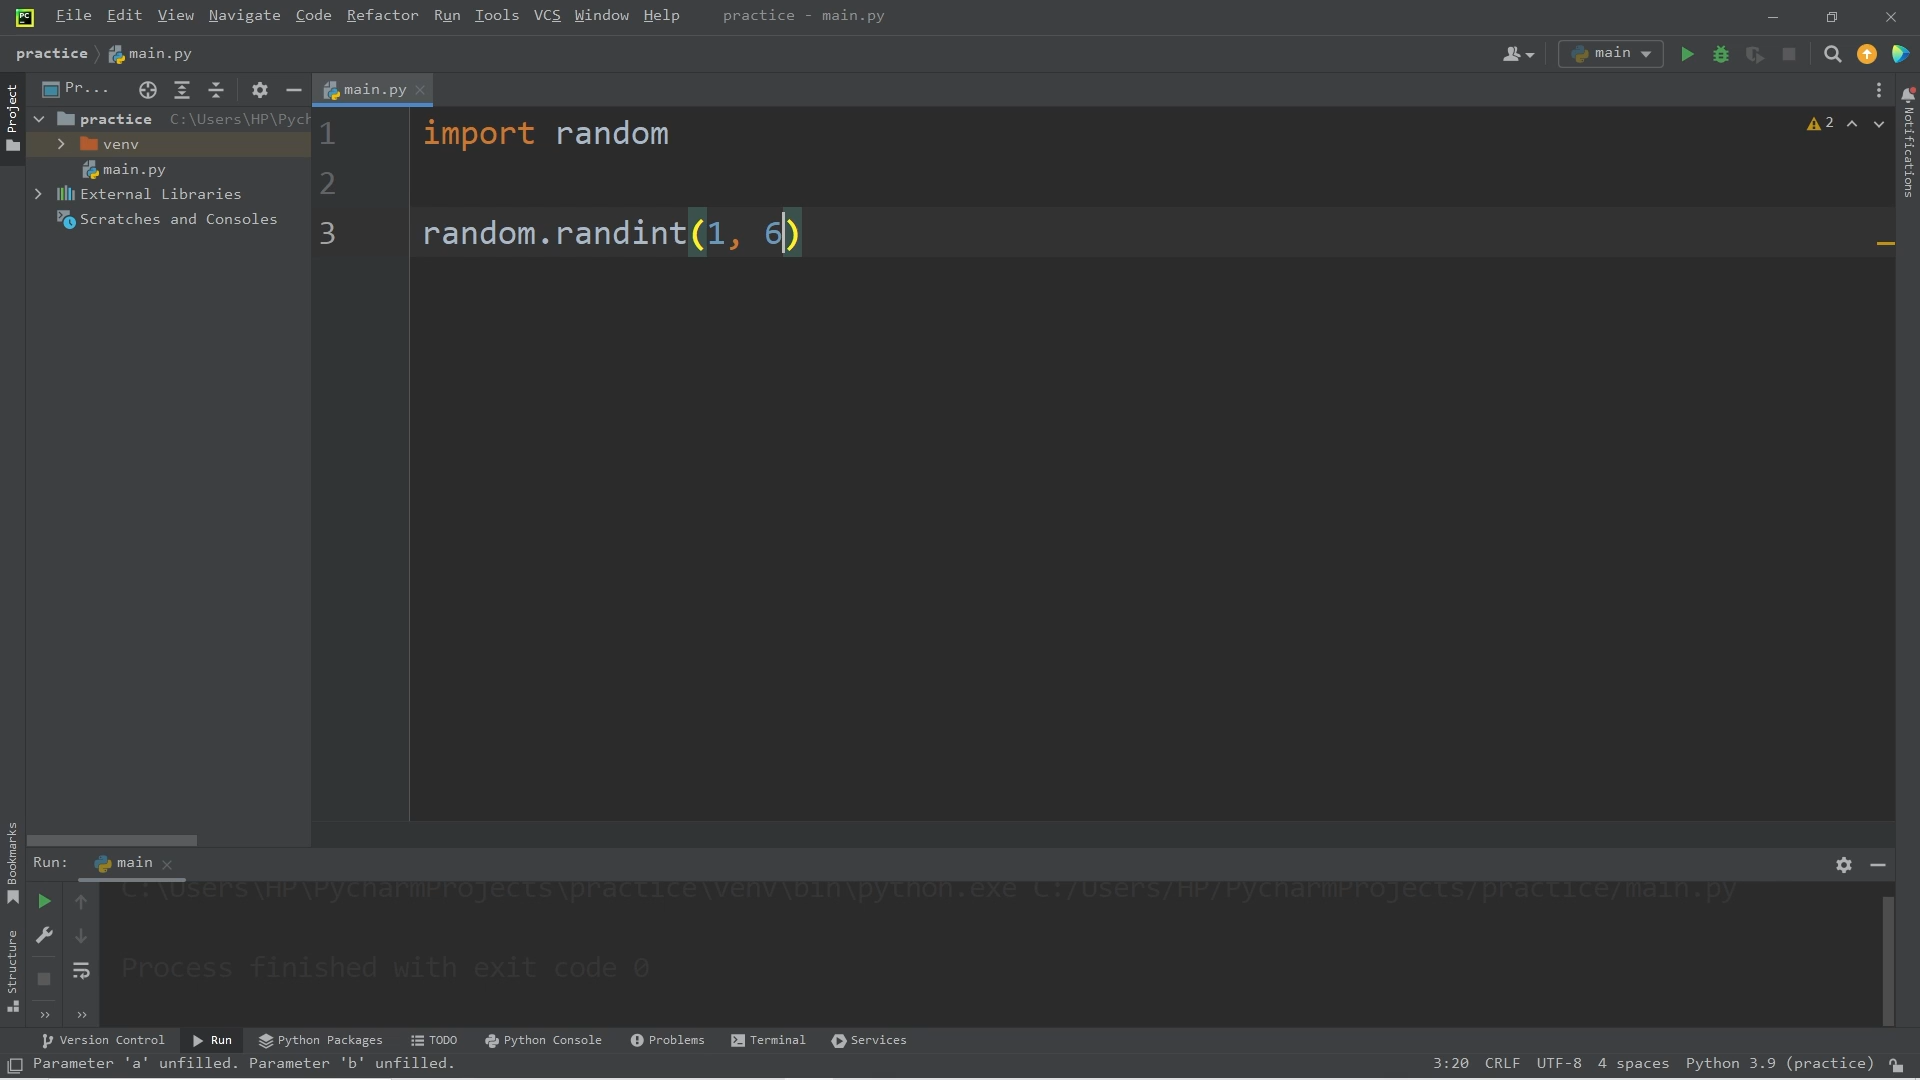 File Edit View Navigate Code Refactor Run Tools VCS Window Help practice - main.py
practice main.py
main
Project
Pr...
main.py
practice C:\Users\HP\Pych
venv
main.py
External Libraries
Scratches and Consoles
1 import random
2
3 random.randint(1, 6)
2
Notifications
Bookmarks
Structure
Run: main
C:\Users\HP\PycharmProjects\practice\venv\bin\python.exe C:/Users/HP/PycharmProjects/practice/main.py
Process finished with exit code 0
Version Control Run Python Packages TODO Python Console Problems Terminal Services
Parameter 'a' unfilled. Parameter 'b' unfilled. 3:20 CRLF UTF-8 4 spaces Python 3.9 (practice)